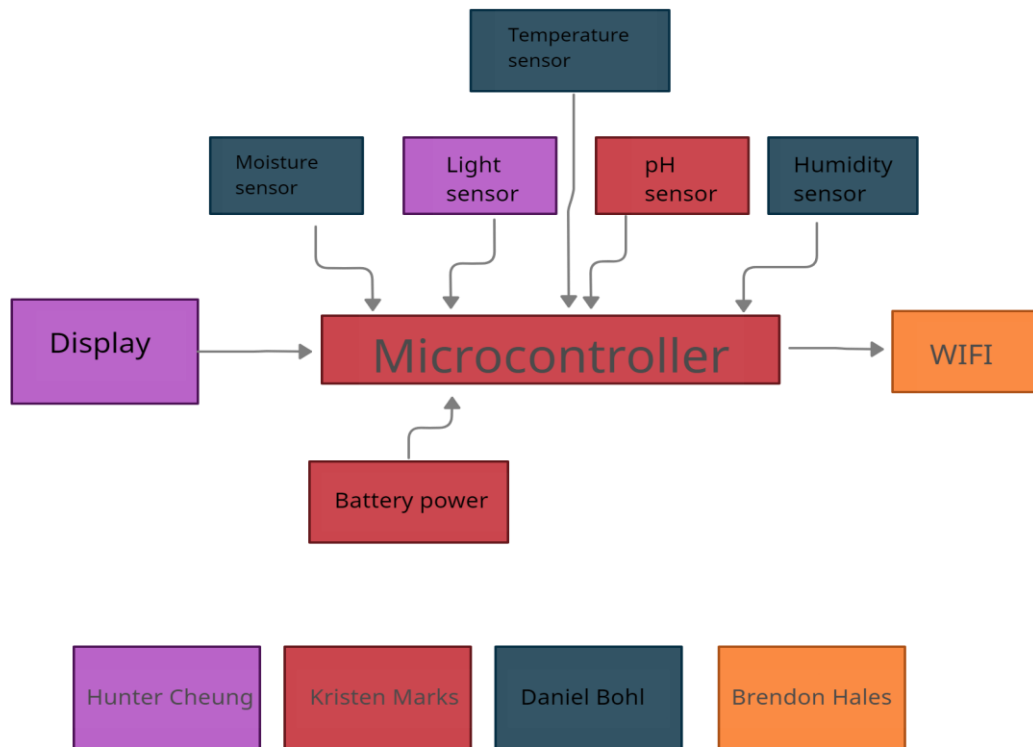 Temperature
sensor
Moisture
sensor
Light
sensor
pH
sensor
Humidity
sensor
Display
Microcontroller
WIFI
Battery power
Hunter Cheung
Kristen Marks
Daniel Bohl
Brendon Hales